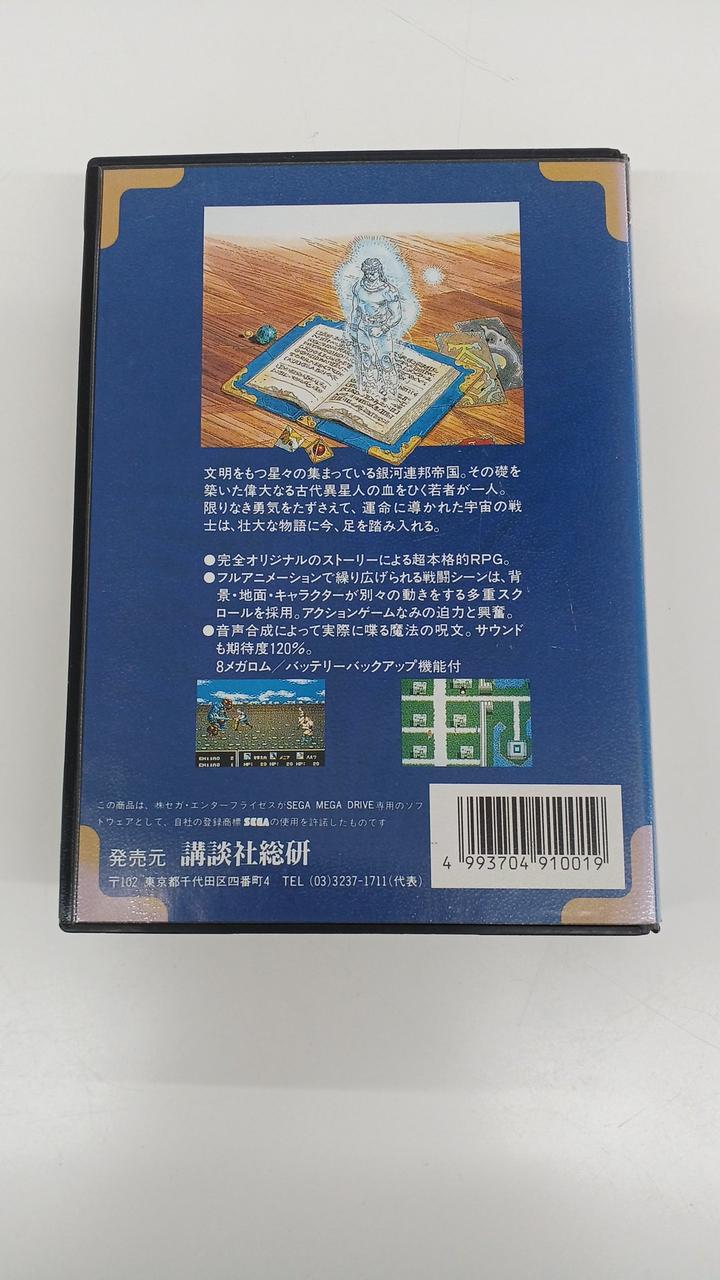 文明をもつ星々の集まっている銀河連邦帝国。その礎を
築いた偉大なる古代異星人の血をひく若者が一人。
限りなき勇気をたずさえて、運命に導かれた宇宙の戦
士は、壮大な物語に今、足を踏み入れる。
●完全オリジナルのストーリーによる超本格的RPG。
●フルアニメーションで繰り広げられる戦闘シーンは、背
景・地面・キャラクターが別々の動きをする多重スク
ロールを採用。アクションゲームなみの迫力と興奮。
●音声合成によって実際に喋る魔法の呪文。サウンド
も期待度120%。
8メガロム／バッテリーバックアップ機能付
この商品は、㈱セガ・エンタープライゼスがSEGA MEGA DRIVE専用のソフ
トウェアとして、自社の登録商標SEGAの使用を許諾したものです
発売元 講談社総研
〒102 東京都千代田区四番町4 TEL (03)3237-1711(代表)
4 993704 910019